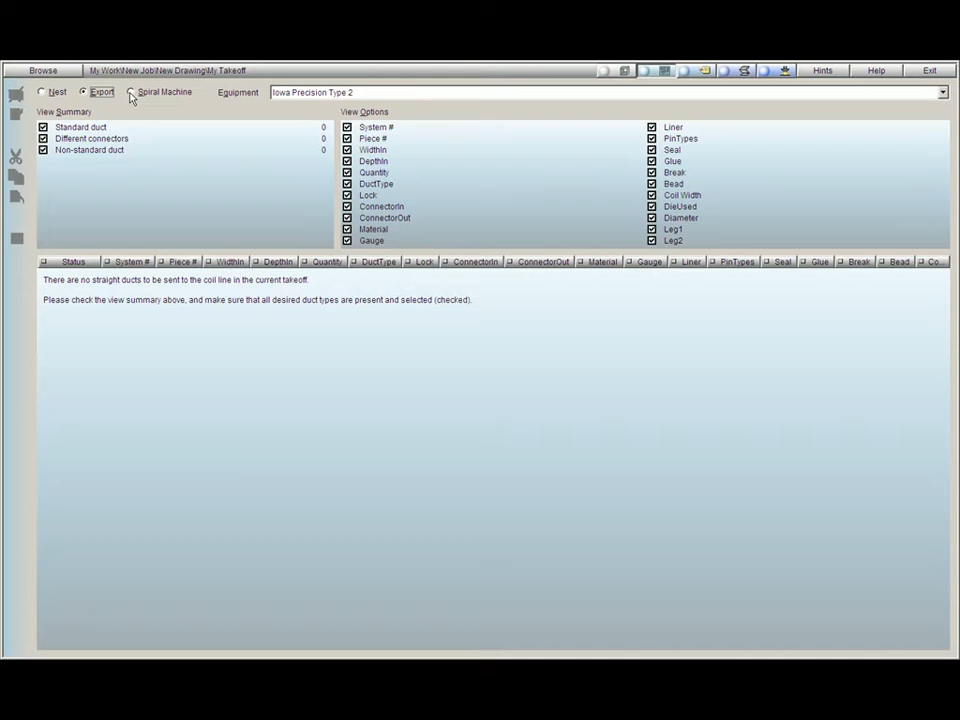 Browse My Work\New Job\New Drawing\My Takeoff Hints Help Exit
Nest Export Spiral Machine Equipment Iowa Precision Type 2
View Summary View Options
Standard duct 0 System # Liner
Different connectors 0 Piece # PinTypes
Non-standard duct 0 WidthIn Seal
DepthIn Glue
Quantity Break
DuctType Bead
Lock Coil Width
ConnectorIn DieUsed
ConnectorOut Diameter
Material Leg1
Gauge Leg2
Status System # Piece # WidthIn DepthIn Quantity DuctType Lock ConnectorIn ConnectorOut Material Gauge Liner PinTypes Seal Glue Break Bead Co...
There are no straight ducts to be sent to the coil line in the current takeoff.
Please check the view summary above, and make sure that all desired duct types are present and selected (checked).